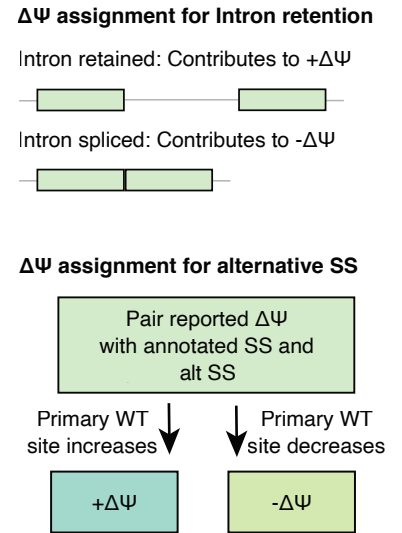 ΔΨ assignment for Intron retention
Intron retained: Contributes to +ΔΨ
Intron spliced: Contributes to -ΔΨ
ΔΨ assignment for alternative SS
Pair reported ΔΨ
with annotated SS and
alt SS
Primary WT
site increases
Primary WT
site decreases
+ΔΨ
-ΔΨ